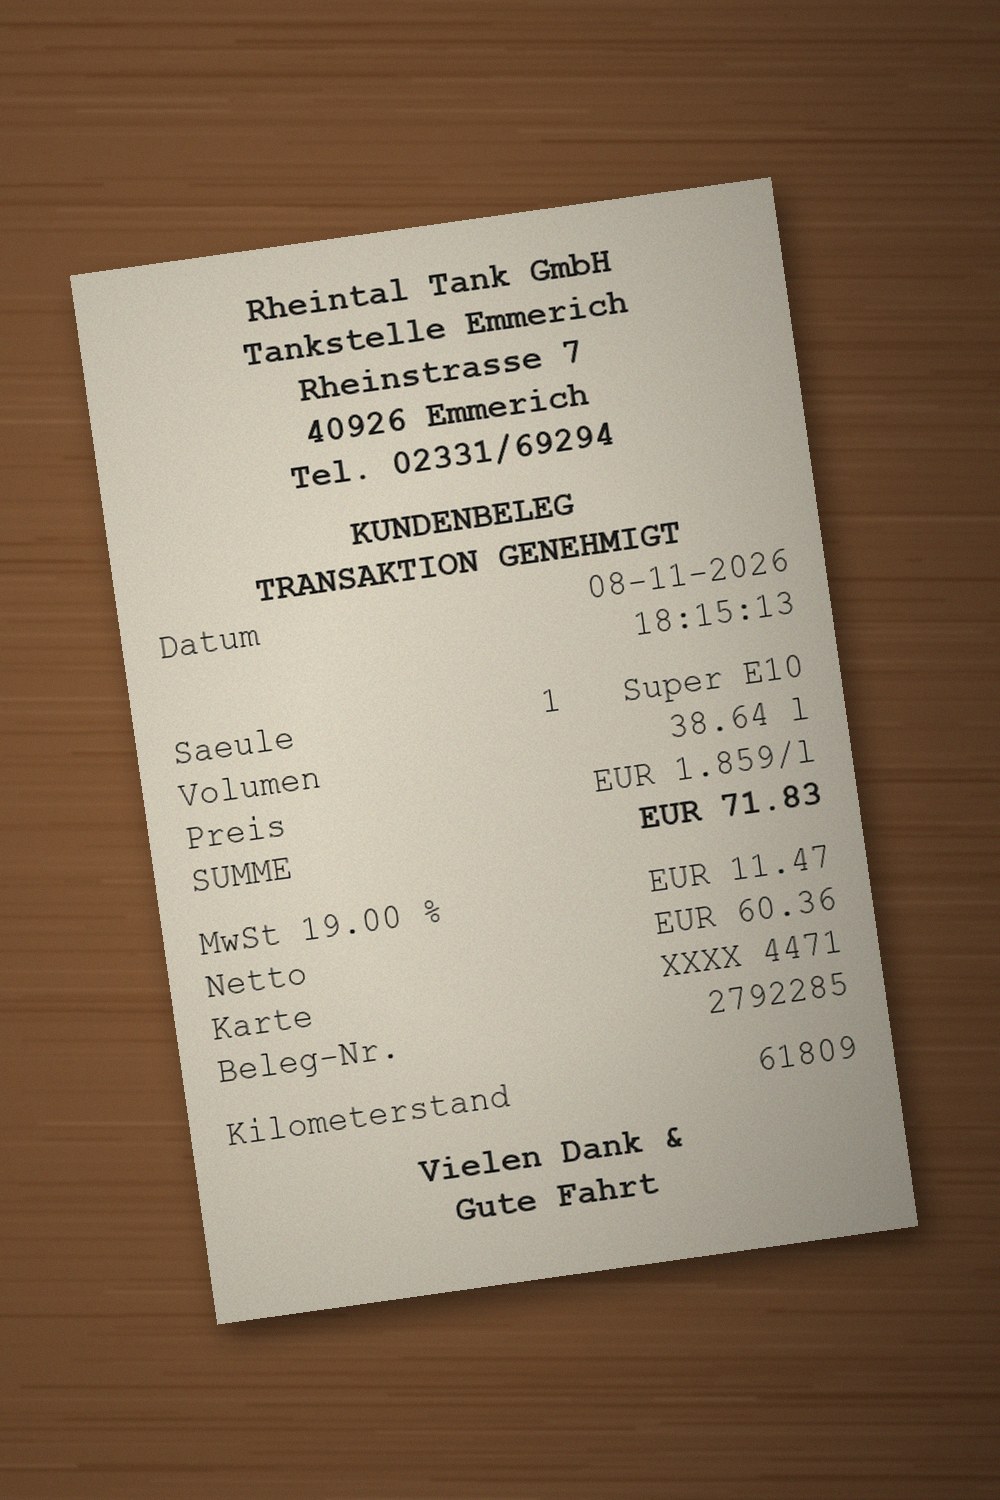 Rheintal Tank GmbH
Tankstelle Emmerich
Rheinstrasse 7
40926 Emmerich
Tel. 02331/69294
KUNDENBELEG
TRANSAKTION GENEHMIGT
Datum 08-11-2026
18:15:13
Saeule 1 Super E10
Volumen 38.64 l
Preis EUR 1.859/l
SUMME EUR 71.83
MwSt 19.00 % EUR 11.47
Netto EUR 60.36
Karte XXXX 4471
Beleg-Nr. 2792285
Kilometerstand 61809
Vielen Dank &
Gute Fahrt